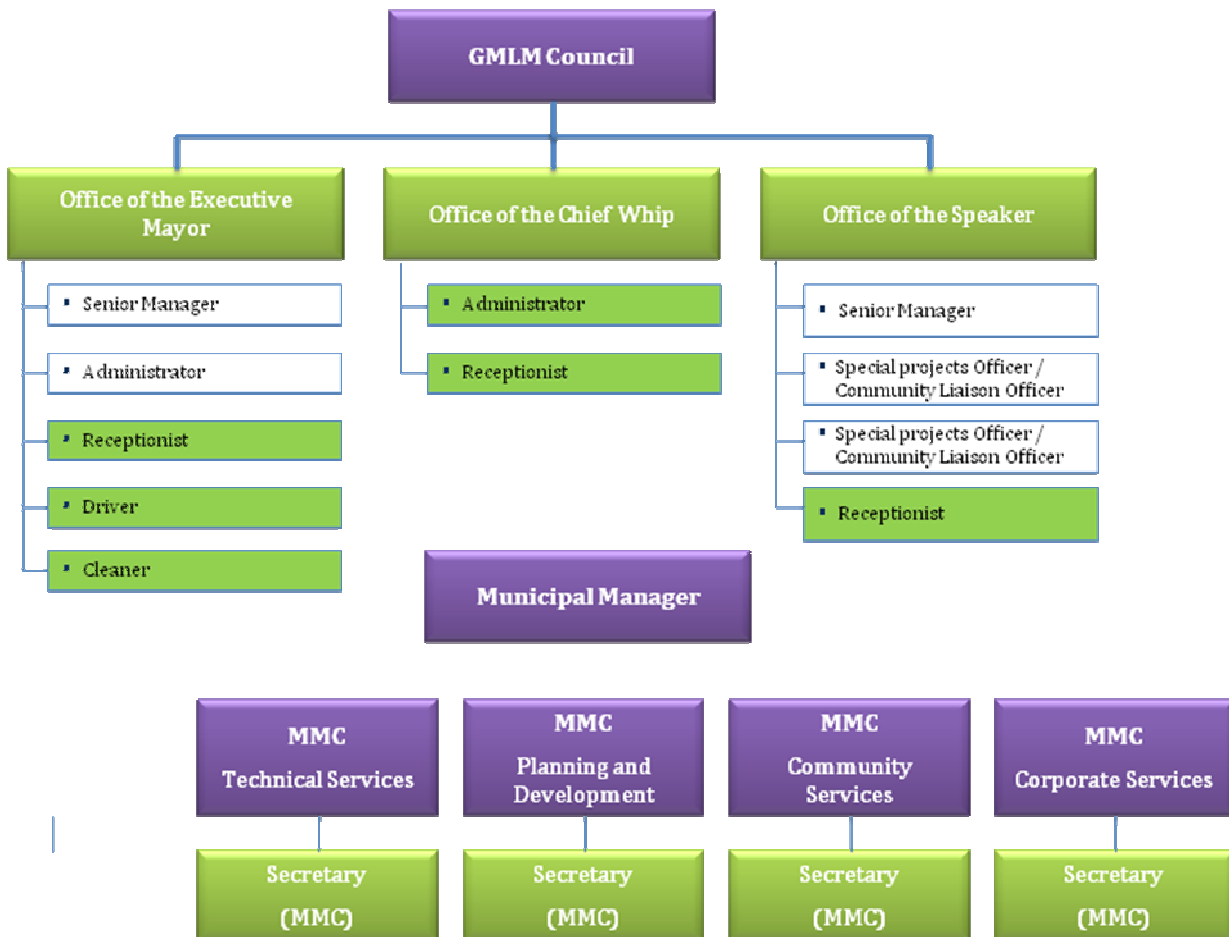 GMLM Council
Office of the Executive
Mayor
Office of the Chief Whip
Office of the Speaker
▪ Senior Manager
▪ Administrator
▪ Receptionist
▪ Driver
▪ Cleaner
▪ Administrator
▪ Receptionist
▪ Senior Manager
▪ Special projects Officer /
Community Liaison Officer
▪ Special projects Officer /
Community Liaison Officer
▪ Receptionist
Municipal Manager
MMC
Technical Services
MMC
Planning and
Development
MMC
Community
Services
MMC
Corporate Services
Secretary
(MMC)
Secretary
(MMC)
Secretary
(MMC)
Secretary
(MMC)